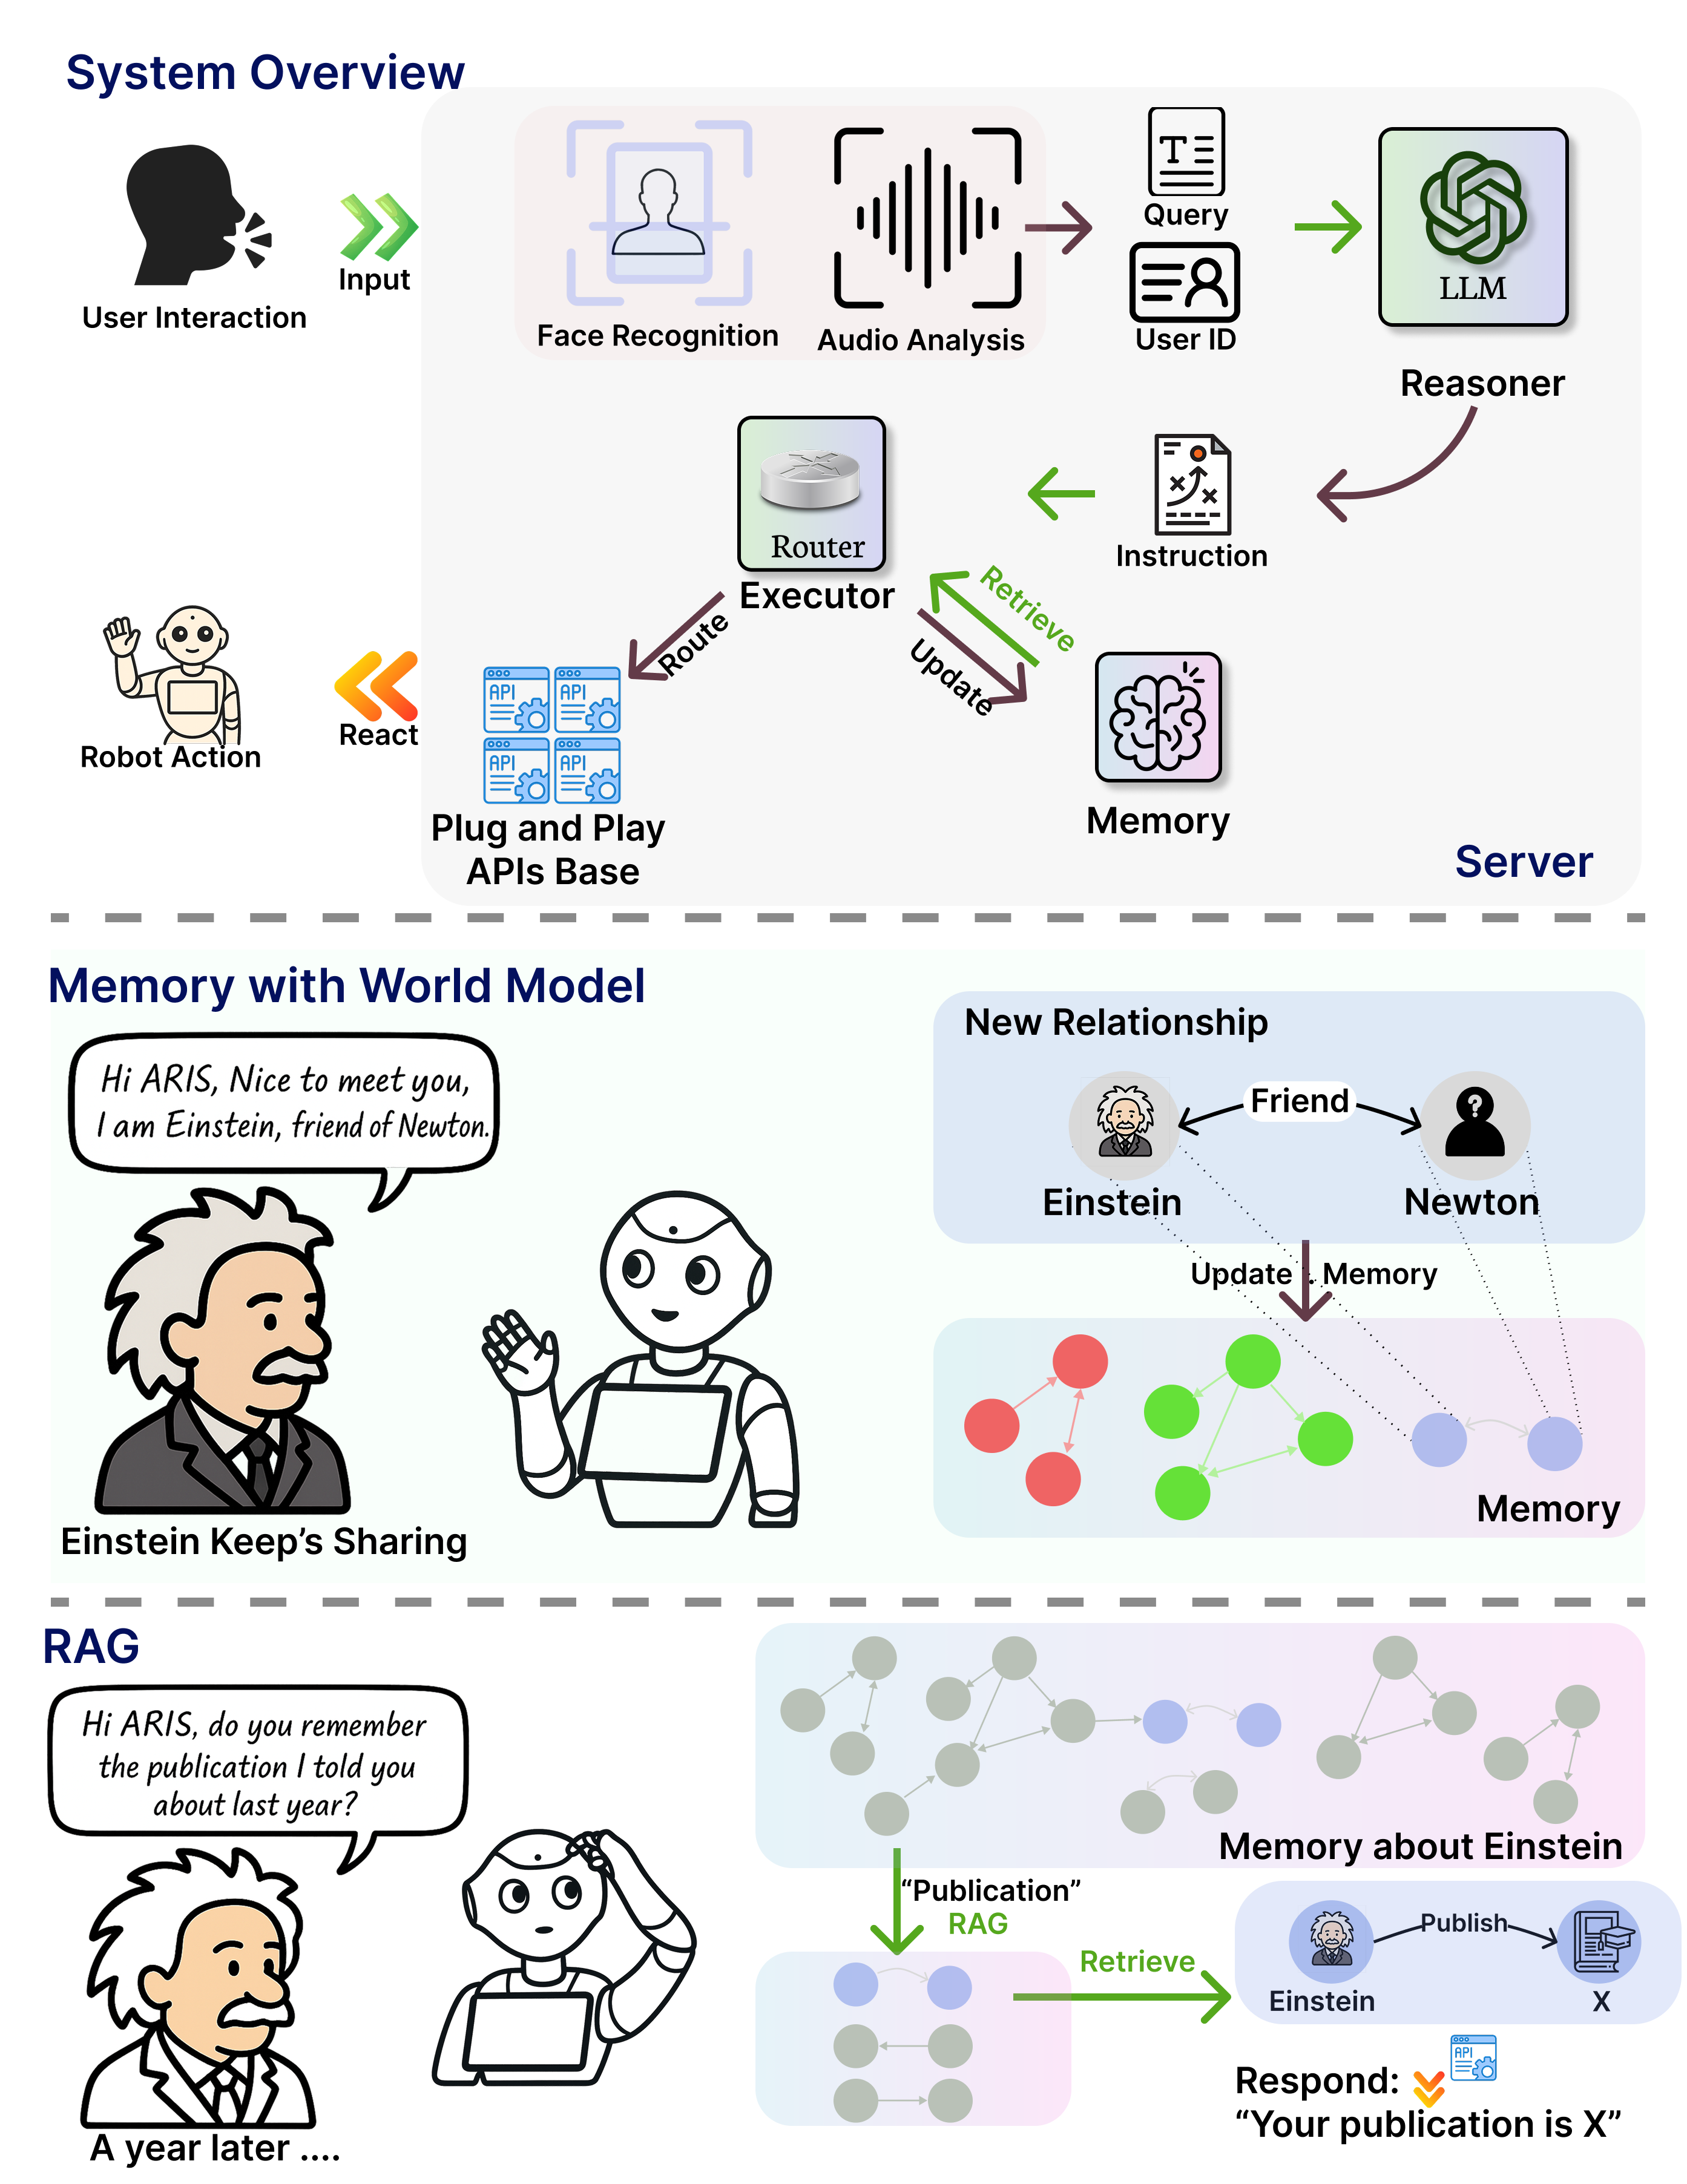 System Overview
User Interaction
Input
Face Recognition
Audio Analysis
T
Query
User ID
LLM
Reasoner
Instruction
Router
Executor
Retrieve
Update
Route
Memory
API
API
API
API
Plug and Play
APIs Base
React
Robot Action
Server
Memory with World Model
Hi ARIS, Nice to meet you,
I am Einstein, friend of Newton.
Einstein Keep's Sharing
New Relationship
Friend
?
Einstein
Newton
Update Memory
Memory
RAG
Hi ARIS, do you remember
the publication I told you
about last year?
A year later ....
Memory about Einstein
“Publication”
RAG
Retrieve
Publish
Einstein
X
API
Respond:
“Your publication is X”